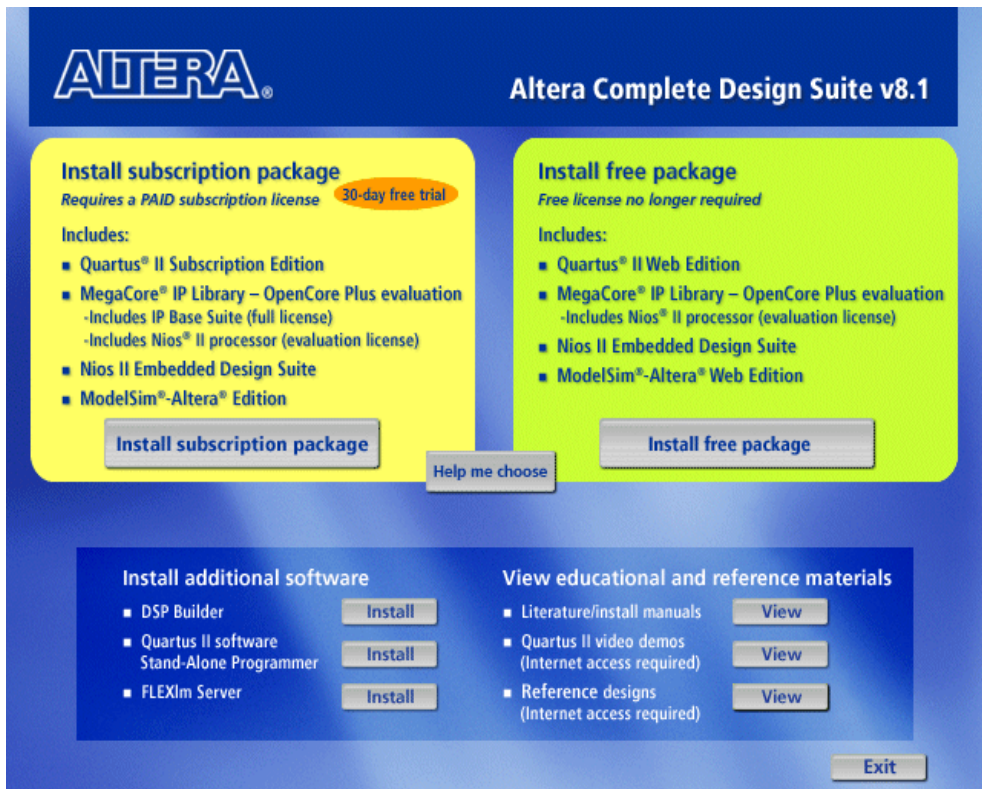 ALTERA®
Altera Complete Design Suite v8.1
Install subscription package
Requires a PAID subscription license
30-day free trial
Includes:
▪ Quartus® II Subscription Edition
▪ MegaCore® IP Library – OpenCore Plus evaluation
-Includes IP Base Suite (full license)
-Includes Nios® II processor (evaluation license)
▪ Nios II Embedded Design Suite
▪ ModelSim®-Altera® Edition
Install subscription package
Install free package
Free license no longer required
Includes:
▪ Quartus® II Web Edition
▪ MegaCore® IP Library – OpenCore Plus evaluation
-Includes Nios® II processor (evaluation license)
▪ Nios II Embedded Design Suite
▪ ModelSim®-Altera® Web Edition
Install free package
Help me choose
Install additional software
▪ DSP Builder
Install
▪ Quartus II software
Stand-Alone Programmer
Install
▪ FLEXlm Server
Install
View educational and reference materials
▪ Literature/install manuals
View
▪ Quartus II video demos
(Internet access required)
View
▪ Reference designs
(Internet access required)
View
Exit